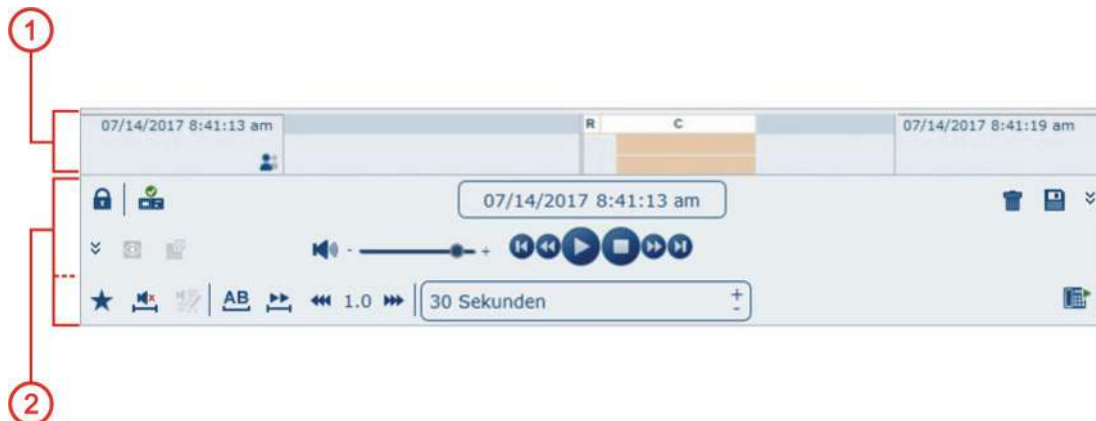 1
07/14/2017 8:41:13 am
R
C
07/14/2017 8:41:19 am
07/14/2017 8:41:13 am
- +
AB
1.0
30 Sekunden
+
-
2